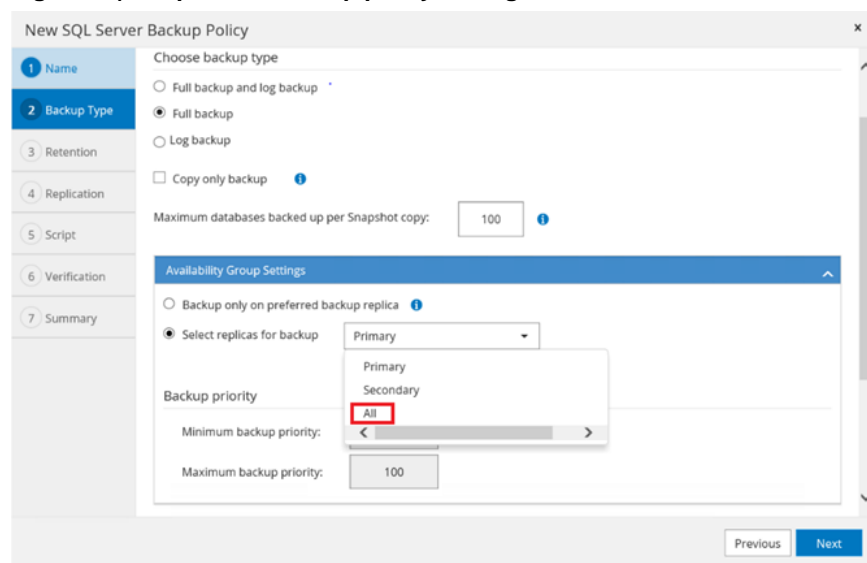 New SQL Server Backup Policy
x
1 Name
2 Backup Type
3 Retention
4 Replication
5 Script
6 Verification
7 Summary
Choose backup type
Full backup and log backup
Full backup
Log backup
Copy only backup i
Maximum databases backed up per Snapshot copy: 100 i
Availability Group Settings
Backup only on preferred backup replica i
Select replicas for backup Primary
Primary
Secondary
All
Backup priority
Minimum backup priority:
Maximum backup priority: 100
Previous Next